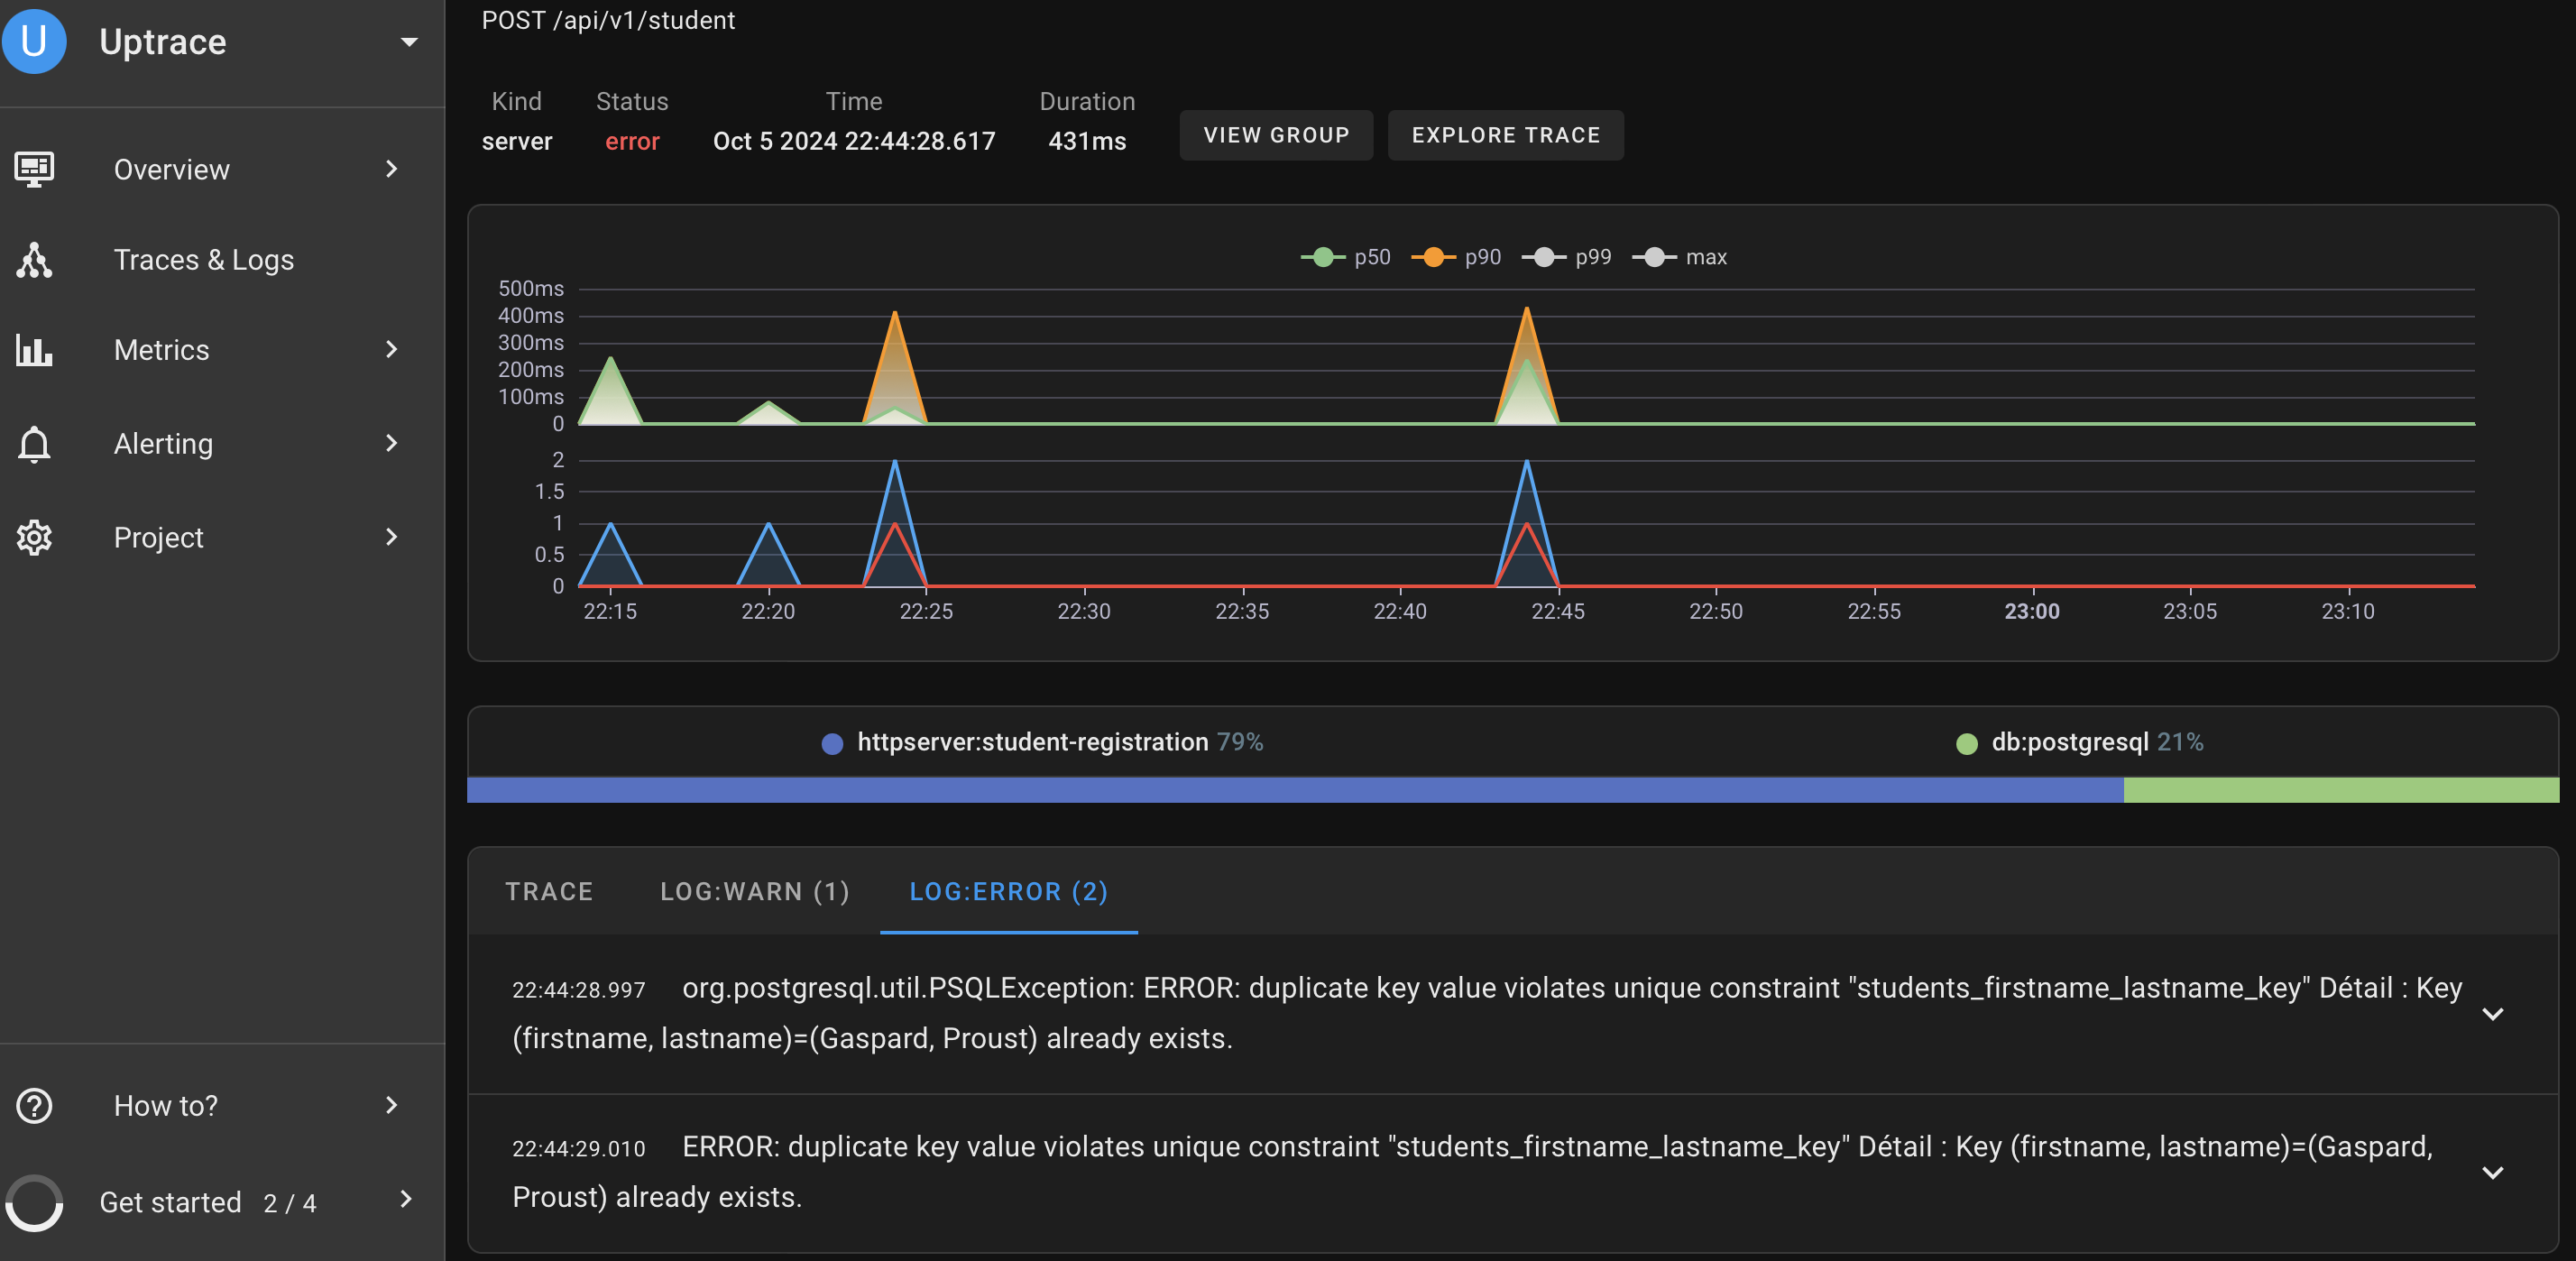 U
Uptrace
Overview
Traces & Logs
Metrics
Alerting
Project
How to?
Get started 2 / 4
POST /api/v1/student
Kind Status Time Duration
server error Oct 5 2024 22:44:28.617 431ms
VIEW GROUP EXPLORE TRACE
p50 p90 p99 max
500ms
400ms
300ms
200ms
100ms
0
2
1.5
1
0.5
0
22:15 22:20 22:25 22:30 22:35 22:40 22:45 22:50 22:55 23:00 23:05 23:10
httpserver:student-registration 79% db:postgresql 21%
TRACE LOG:WARN (1) LOG:ERROR (2)
22:44:28.997 org.postgresql.util.PSQLException: ERROR: duplicate key value violates unique constraint "students_firstname_lastname_key" Détail : Key
(firstname, lastname)=(Gaspard, Proust) already exists.
22:44:29.010 ERROR: duplicate key value violates unique constraint "students_firstname_lastname_key" Détail : Key (firstname, lastname)=(Gaspard,
Proust) already exists.